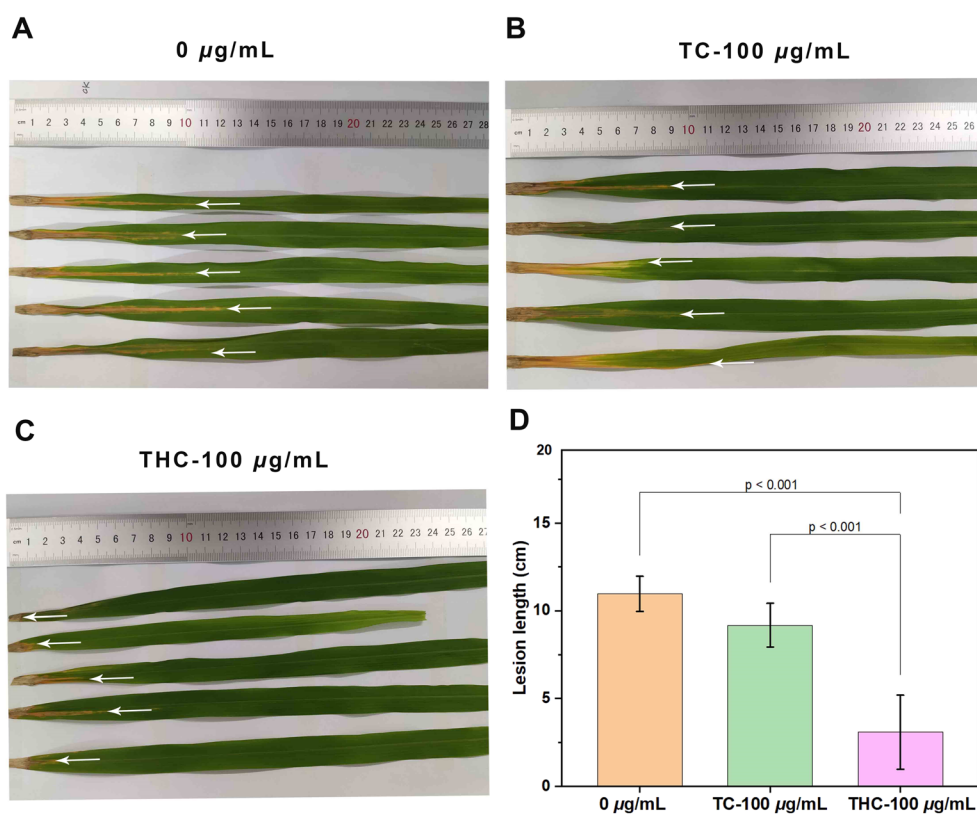 A
0 µg/mL
ok
cm 1 2 3 4 5 6 7 8 9 10 11 12 13 14 15 16 17 18 19 20 21 22 23 24 25 26 27 28
B
TC-100 µg/mL
cm 1 2 3 4 5 6 7 8 9 10 11 12 13 14 15 16 17 18 19 20 21 22 23 24 25 26
C
THC-100 µg/mL
cm 1 2 3 4 5 6 7 8 9 10 11 12 13 14 15 16 17 18 19 20 21 22 23 24 25 26 27
D
20
15
10
5
0
Lesion length (cm)
p < 0.001
p < 0.001
0 µg/mL
TC-100 µg/mL
THC-100 µg/mL